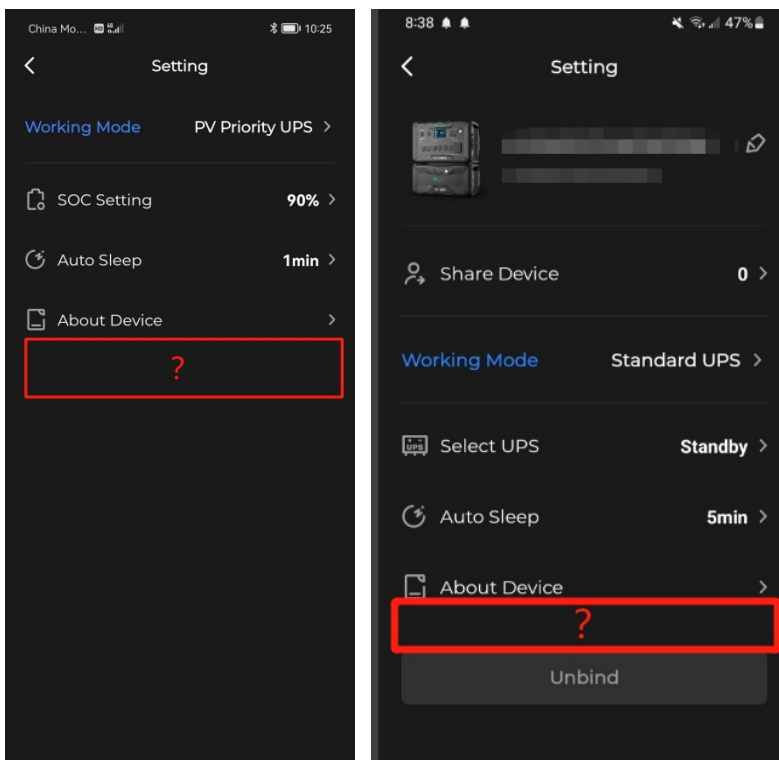 China Mo... 10:25
Setting
Working Mode PV Priority UPS
SOC Setting 90%
Auto Sleep 1min
About Device
?
8:38 47%
Setting
Share Device 0
Working Mode Standard UPS
UPS Select UPS Standby
Auto Sleep 5min
About Device
?
Unbind